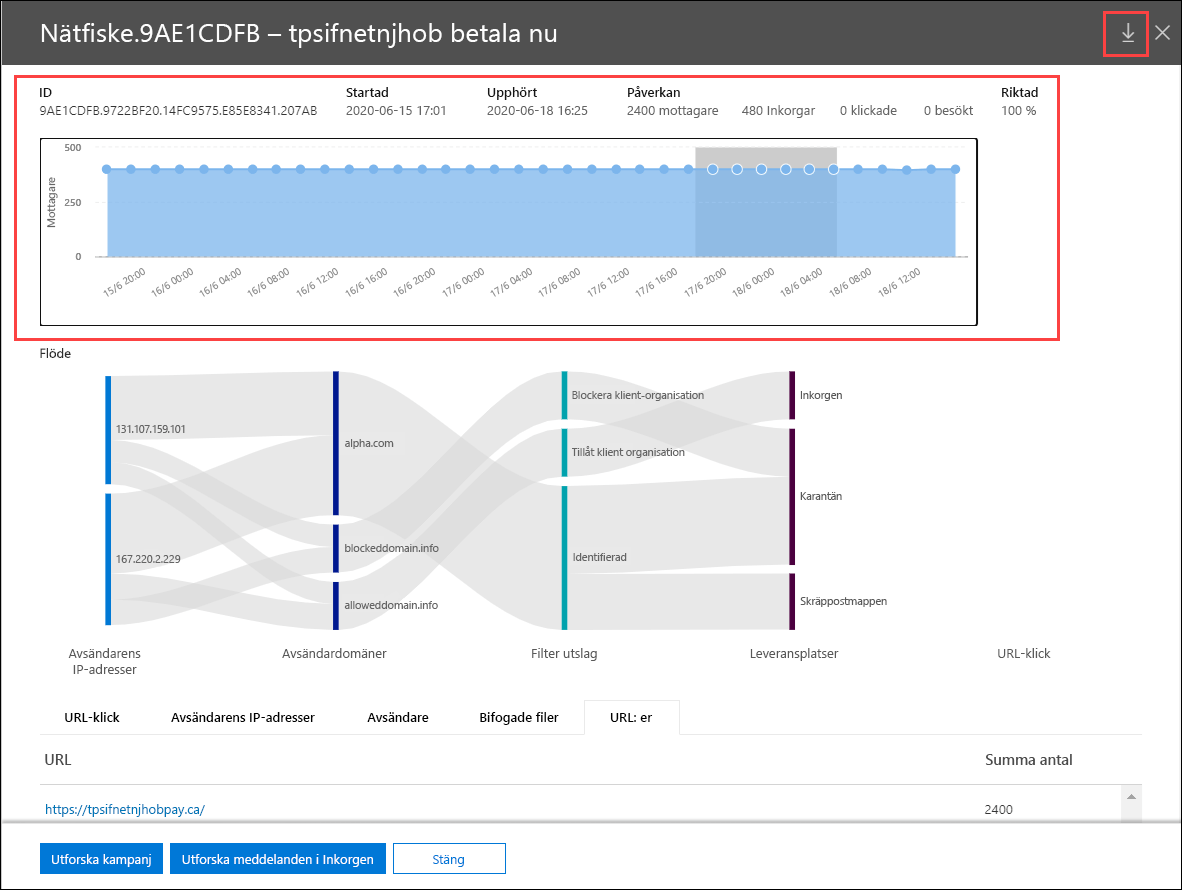 Nätfiske.9AE1CDFB – tpsifnetnjhob betala nu
ID Startad Upphört Påverkan Riktad
9AE1CDFB.9722BF20.14FC9575.E85E8341.207AB 2020-06-15 17:01 2020-06-18 16:25 2400 mottagare 480 Inkorgar 0 klickade 0 besökt 100 %
500
250
0
Mottagare
15/6 20:00 16/6 00:00 16/6 04:00 16/6 08:00 16/6 12:00 16/6 16:00 16/6 20:00 17/6 00:00 17/6 04:00 17/6 08:00 17/6 12:00 17/6 16:00 17/6 20:00 18/6 00:00 18/6 04:00 18/6 08:00 18/6 12:00
Flöde
131.107.159.101
167.220.2.229
alpha.com
blockeddomain.info
alloweddomain.info
Blockera klient-organisation
Tillåt klient organisation
Identifierad
Inkorgen
Karantän
Skräppostmappen
Avsändarens
IP-adresser
Avsändardomäner
Filter utslag
Leveransplatser
URL-klick
URL-klick Avsändarens IP-adresser Avsändare Bifogade filer URL: er
URL Summa antal
https://tpsifnetnjhobpay.ca/ 2400
Utforska kampanj Utforska meddelanden i Inkorgen Stäng